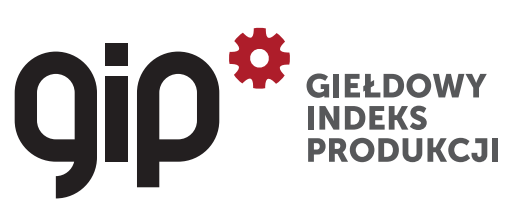 gip
GIEŁDOWY
INDEKS
PRODUKCJI